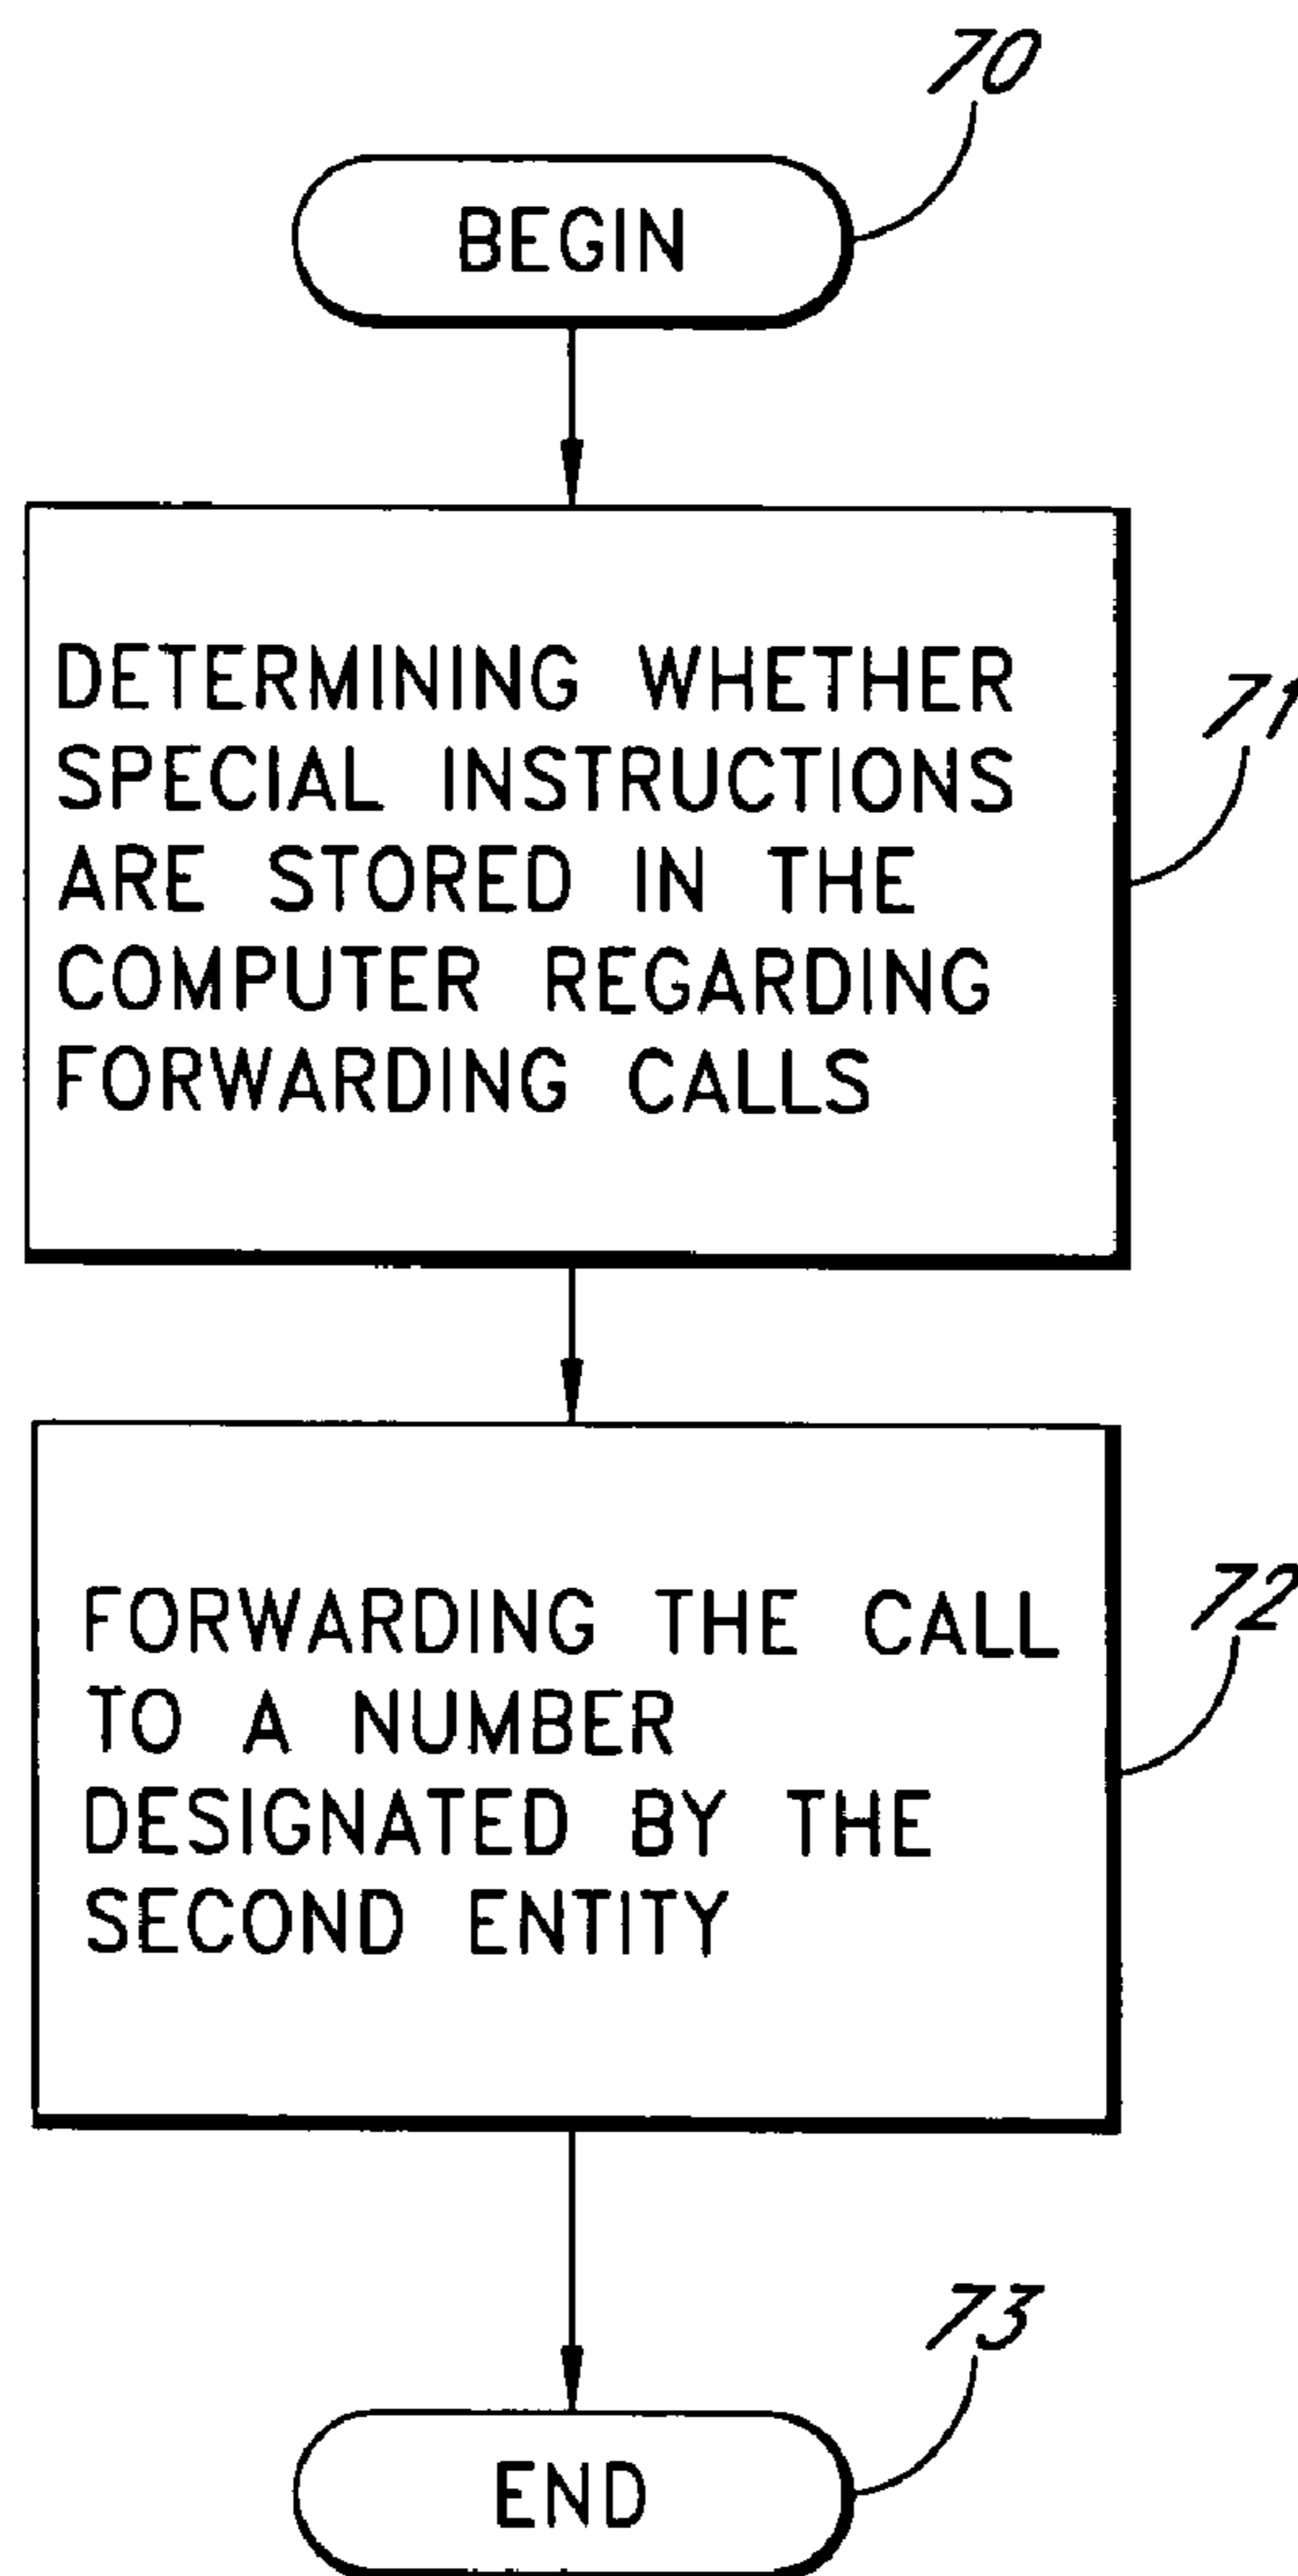 70
BEGIN
DETERMINING WHETHER
SPECIAL INSTRUCTIONS
ARE STORED IN THE
COMPUTER REGARDING
FORWARDING CALLS
71
FORWARDING THE CALL
TO A NUMBER
DESIGNATED BY THE
SECOND ENTITY
72
73
END